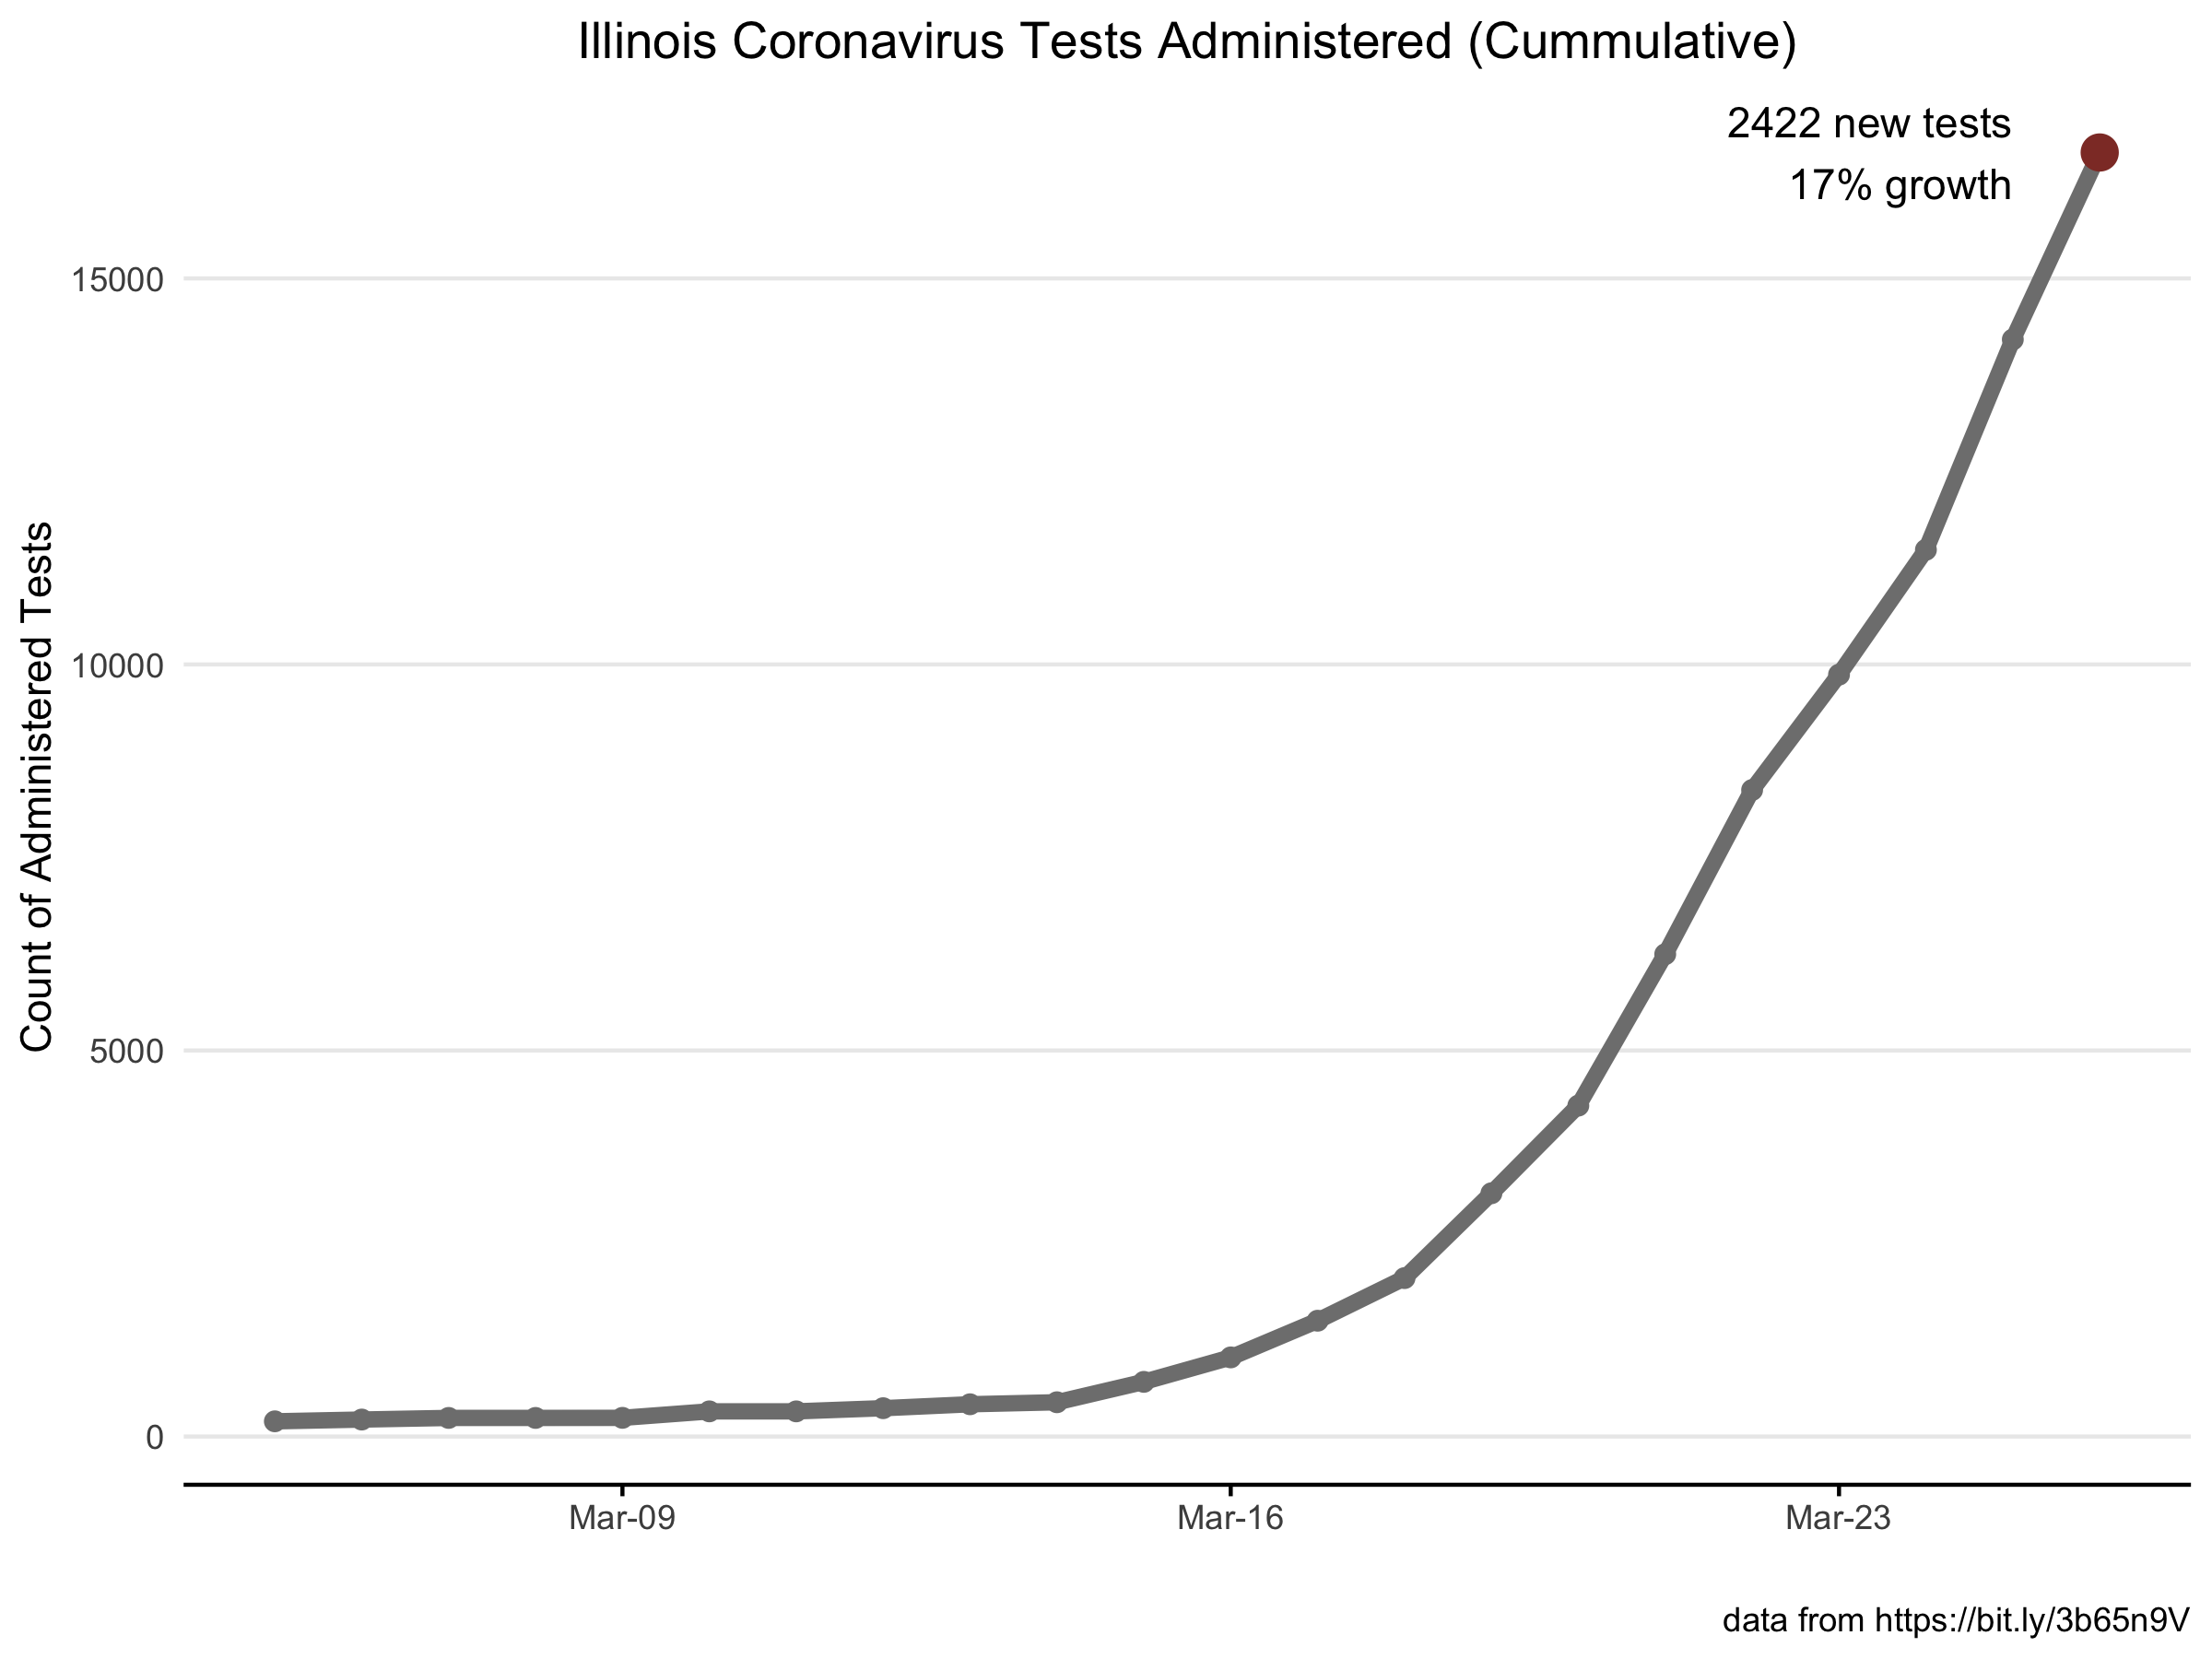 Illinois Coronavirus Tests Administered (Cummulative)
2422 new tests
17% growth
Count of Administered Tests
15000
10000
5000
0
Mar-09
Mar-16
Mar-23
data from https://bit.ly/3b65n9V